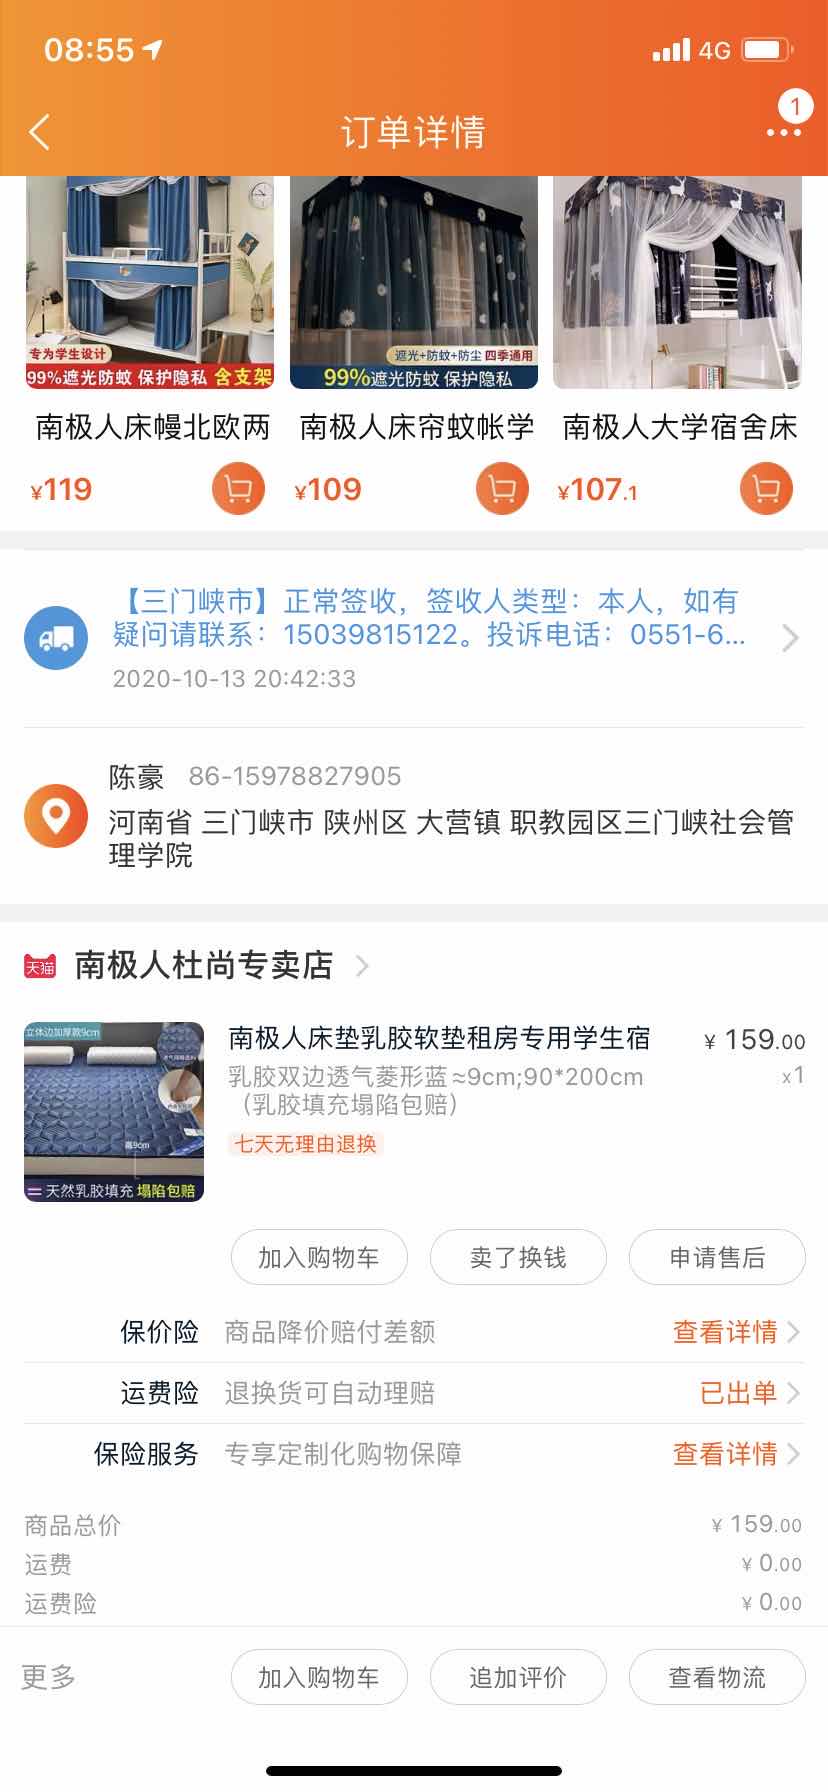 08:55
4G
订单详情
1
专为学生设计
99%遮光防蚊 保护隐私 含支架
遮光+防蚊+防尘 四季通用
99%遮光防蚊 保护隐私
南极人床幔北欧两
南极人床帘蚊帐学
南极人大学宿舍床
¥119
¥109
¥107.1
【三门峡市】正常签收，签收人类型：本人，如有
疑问请联系：15039815122。投诉电话：0551-6...
2020-10-13 20:42:33
陈豪 86-15978827905
河南省 三门峡市 陕州区 大营镇 职教园区三门峡社会管
理学院
天猫 南极人杜尚专卖店
立体边加厚款9cm
高9cm
天然乳胶填充 塌陷包赔
南极人床垫乳胶软垫租房专用学生宿
¥ 159.00
乳胶双边透气菱形蓝≈9cm;90*200cm
x1
（乳胶填充塌陷包赔）
七天无理由退换
加入购物车
卖了换钱
申请售后
保价险 商品降价赔付差额 查看详情
运费险 退换货可自动理赔 已出单
保险服务 专享定制化购物保障 查看详情
商品总价 ¥ 159.00
运费 ¥ 0.00
运费险 ¥ 0.00
更多
加入购物车
追加评价
查看物流